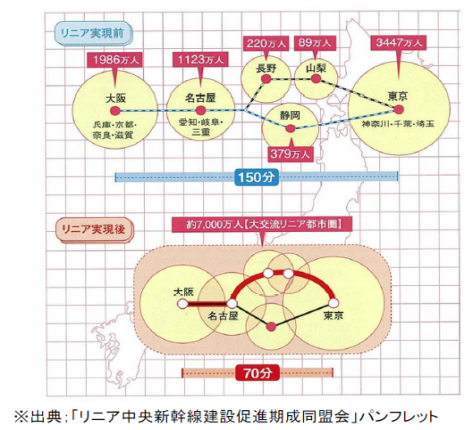 リニア実現前
1986万人
1123万人
220万人
89万人
3447万人
大阪
兵庫・京都・
奈良・滋賀
名古屋
愛知・岐阜・
三重
長野
山梨
静岡
379万人
東京
神奈川・千葉・埼玉
150分
リニア実現後
約7,000万人【大交流リニア都市圏】
大阪
名古屋
東京
70分
※出典；「リニア中央新幹線建設促進期成同盟会」パンフレット